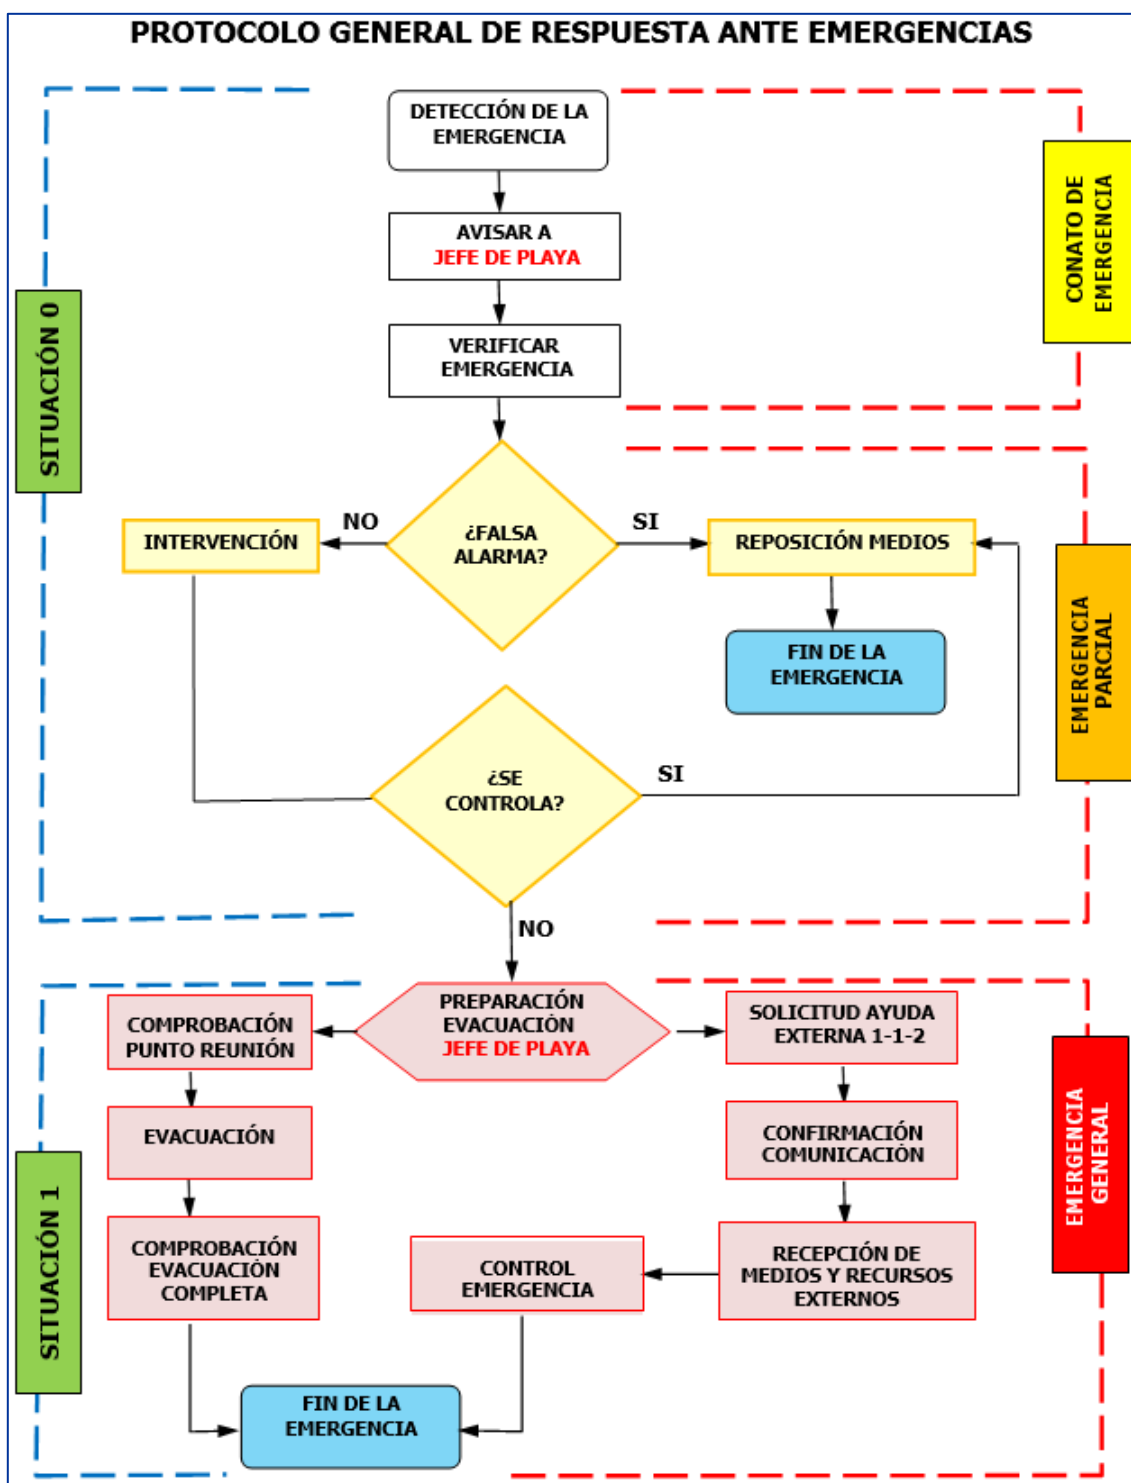 PROTOCOLO GENERAL DE RESPUESTA ANTE EMERGENCIAS
DETECCIÓN DE LA
EMERGENCIA
AVISAR A
JEFE DE PLAYA
VERIFICAR
EMERGENCIA
CONATO DE
EMERGENCIA
SITUACIÓN 0
¿FALSA
ALARMA?
NO
SI
INTERVENCIÓN
REPOSICIÓN MEDIOS
FIN DE LA
EMERGENCIA
EMERGENCIA
PARCIAL
¿SE
CONTROLA?
SI
NO
PREPARACIÓN
EVACUACIÓN
JEFE DE PLAYA
COMPROBACIÓN
PUNTO REUNIÓN
SOLICITUD AYUDA
EXTERNA 1-1-2
EVACUACIÓN
CONFIRMACIÓN
COMUNICACIÓN
EMERGENCIA
GENERAL
SITUACIÓN 1
COMPROBACIÓN
EVACUACIÓN
COMPLETA
CONTROL
EMERGENCIA
RECEPCIÓN DE
MEDIOS Y RECURSOS
EXTERNOS
FIN DE LA
EMERGENCIA